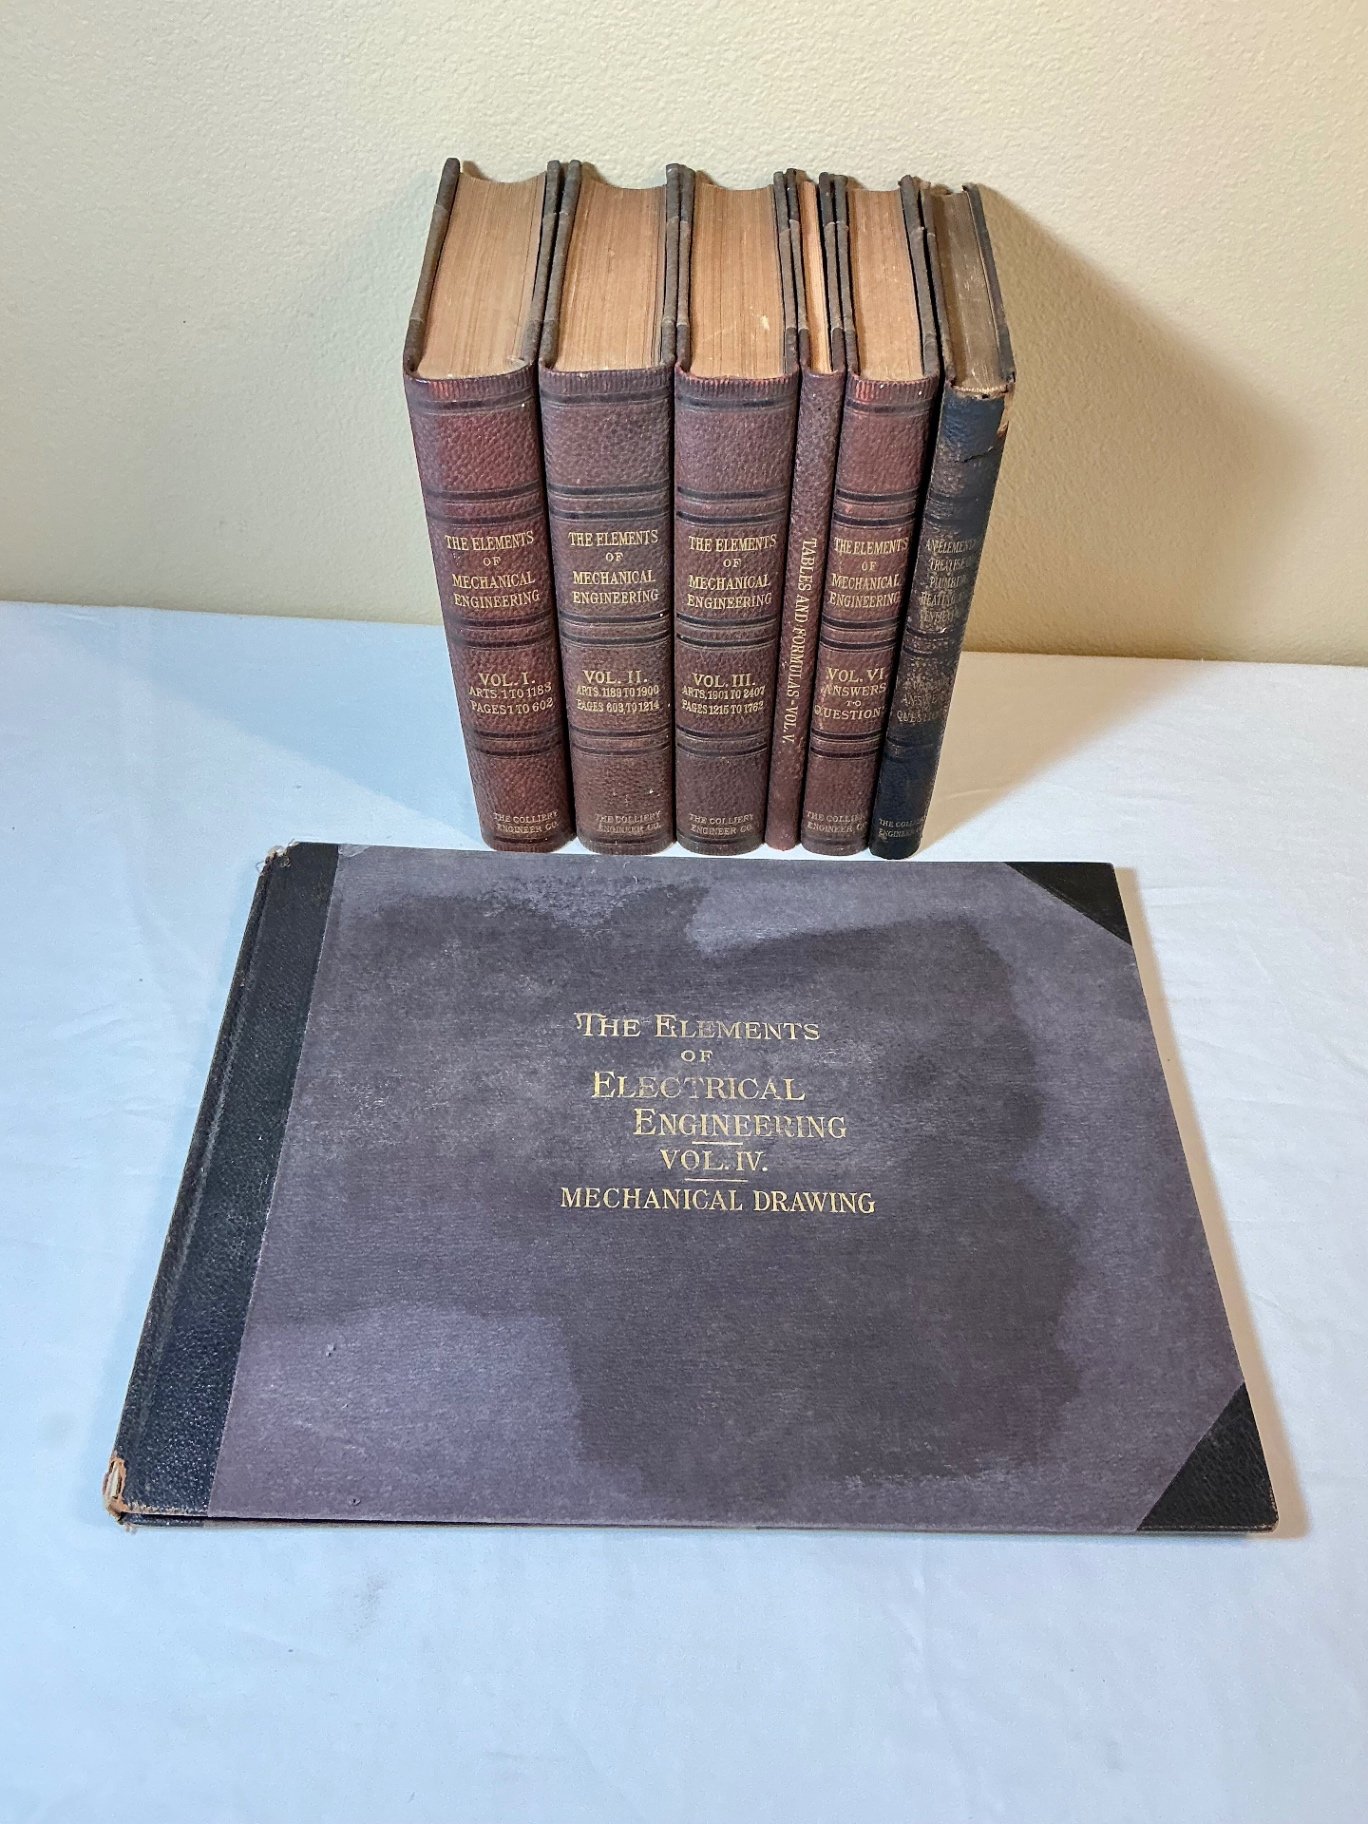 THE ELEMENTS
OF
MECHANICAL
ENGINEERING
VOL. I.
ARTS. 1 TO 1183
PAGES 1 TO 602
THE COLLIERY
ENGINEER CO.
THE ELEMENTS
OF
MECHANICAL
ENGINEERING
VOL. II.
ARTS. 1183 TO 1900
PAGES 603 TO 1214
THE COLLIERY
ENGINEER CO.
THE ELEMENTS
OF
MECHANICAL
ENGINEERING
VOL. III.
ARTS. 1901 TO 2407
PAGES 1215 TO 1762
THE COLLIERY
ENGINEER CO.
TABLES AND FORMULAS-VOL. V.
THE ELEMENTS
OF
MECHANICAL
ENGINEERING
VOL. VI
ANSWERS
TO
QUESTIONS
THE COLLIERY
ENGINEER CO.
THE COLLIERY
THE ELEMENTS
OF
ELECTRICAL
ENGINEERING
VOL. IV.
MECHANICAL DRAWING